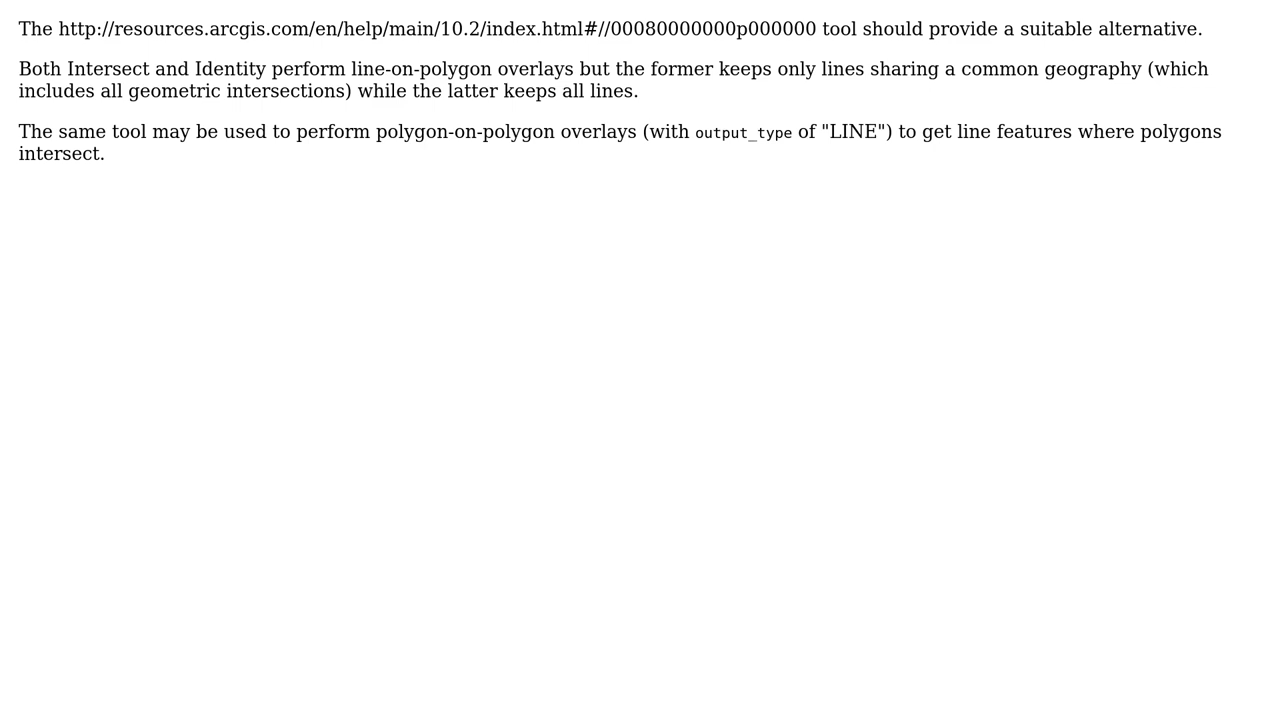 The http://resources.arcgis.com/en/help/main/10.2/index.html#//00080000000p000000 tool should provide a suitable alternative.
Both Intersect and Identity perform line-on-polygon overlays but the former keeps only lines sharing a common geography (which
includes all geometric intersections) while the latter keeps all lines.
The same tool may be used to perform polygon-on-polygon overlays (with output_type of "LINE") to get line features where polygons
intersect.